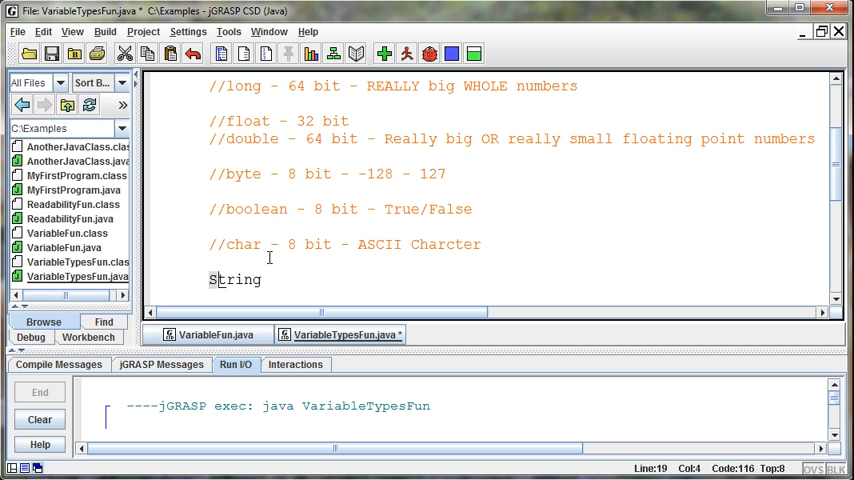 File: VariableTypesFun.java * C:\Examples - jGRASP CSD (Java)
File Edit View Build Project Settings Tools Window Help
All Files Sort B...
C:\Examples
AnotherJavaClass.clas
AnotherJavaClass.java
MyFirstProgram.class
MyFirstProgram.java
ReadabilityFun.class
ReadabilityFun.java
VariableFun.class
VariableFun.java
VariableTypesFun.clas
VariableTypesFun.java
Browse Find
Debug Workbench
//long - 64 bit - REALLY big WHOLE numbers
//float - 32 bit
//double - 64 bit - Really big OR really small floating point numbers
//byte - 8 bit - -128 - 127
//boolean - 8 bit - True/False
//char - 8 bit - ASCII Charcter
String
VariableFun.java VariableTypesFun.java *
Compile Messages jGRASP Messages Run I/O Interactions
End
Clear
Help
----jGRASP exec: java VariableTypesFun
Line:19 Col:4 Code:116 Top:8 OVS BLK